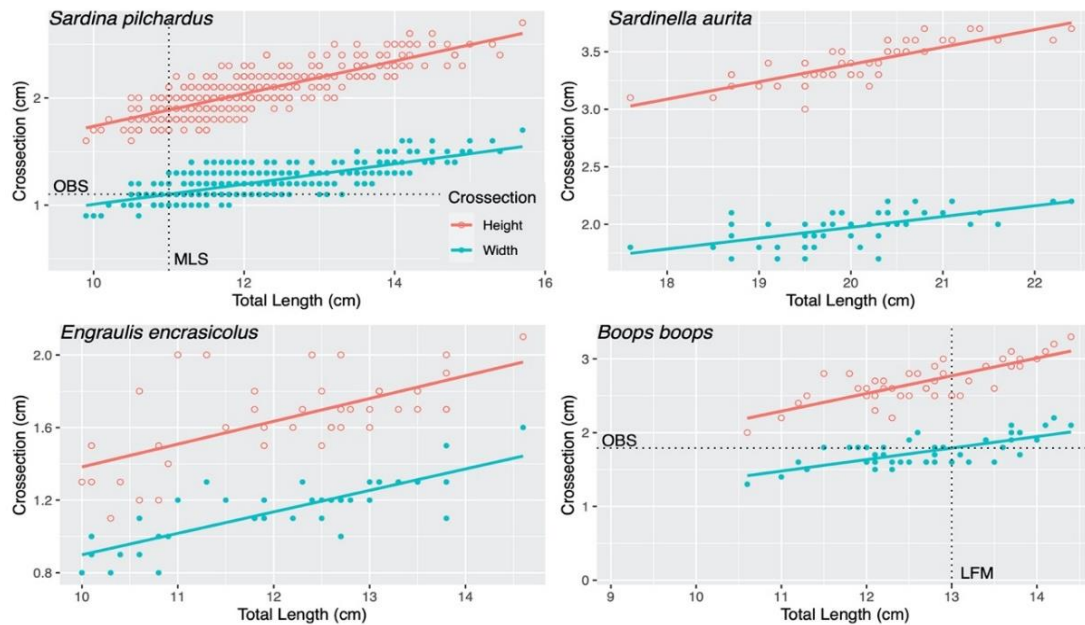 Sardina pilchardus
Crossection (cm)
2
1
OBS
MLS
Crossection
Height
Width
10
12
14
16
Total Length (cm)
Sardinella aurita
Crossection (cm)
3.5
3.0
2.5
2.0
18
19
20
21
22
Total Length (cm)
Engraulis encrasicolus
Crossection (cm)
2.0
1.6
1.2
0.8
10
11
12
13
14
Total Length (cm)
Boops boops
Crossection (cm)
3
2
1
0
OBS
LFM
9
10
11
12
13
14
Total Length (cm)